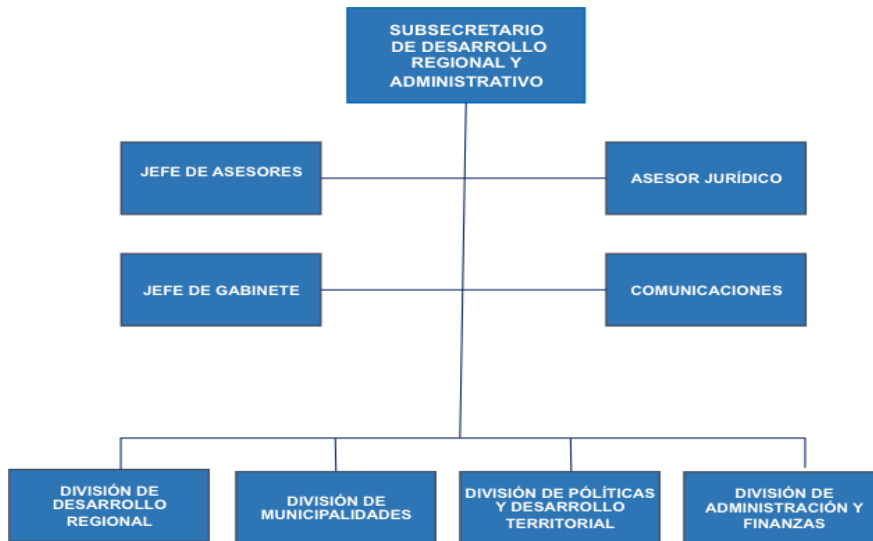 SUBSECRETARIO
DE DESARROLLO
REGIONAL Y
ADMINISTRATIVO
JEFE DE ASESORES
ASESOR JURÍDICO
JEFE DE GABINETE
COMUNICACIONES
DIVISIÓN DE
DESARROLLO
REGIONAL
DIVISIÓN DE
MUNICIPALIDADES
DIVISIÓN DE PÓLÍTICAS
Y DESARROLLO
TERRITORIAL
DIVISIÓN DE
ADMINISTRACIÓN Y
FINANZAS